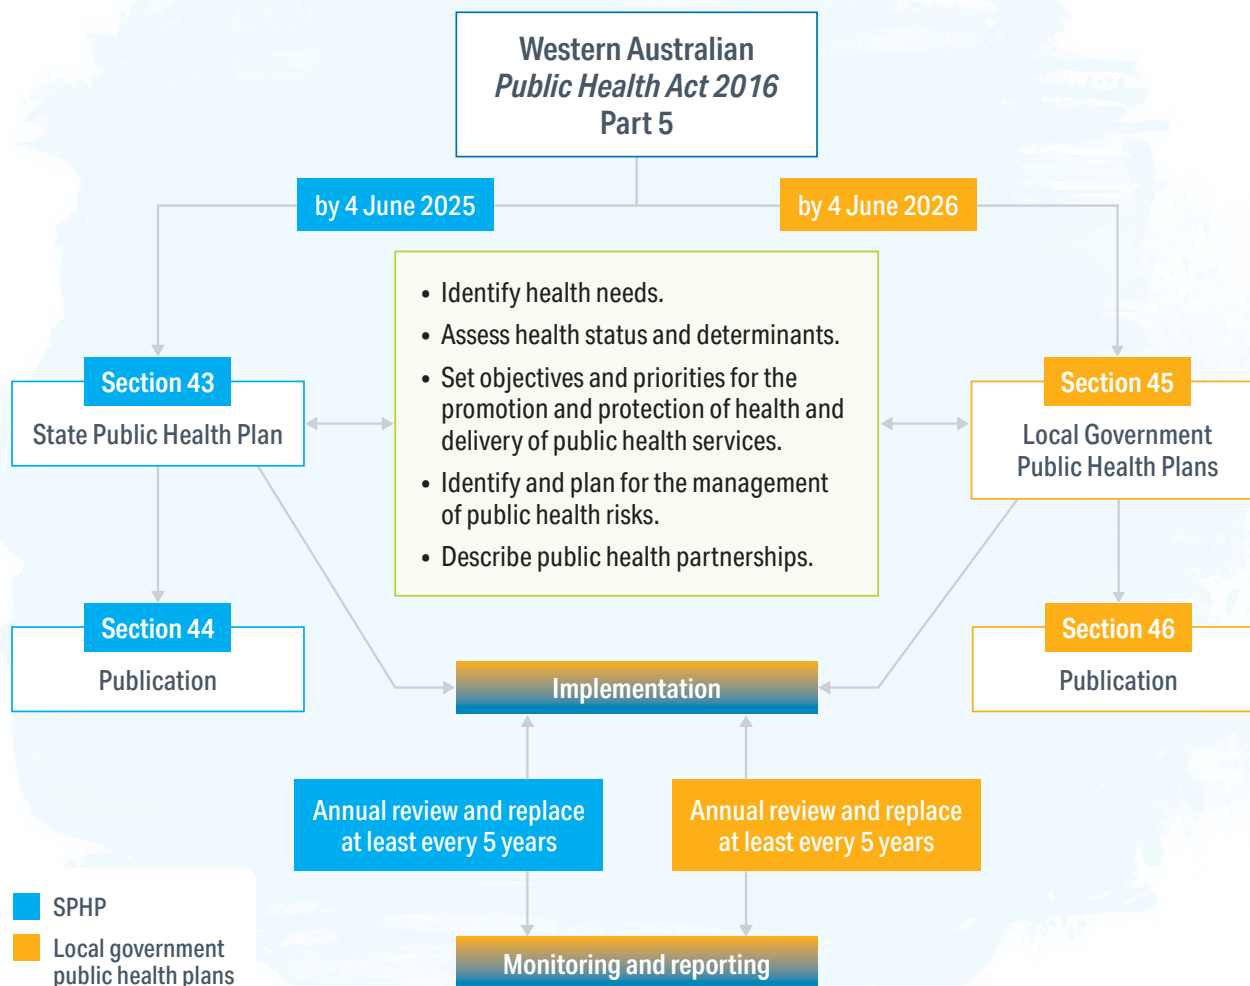 Western Australian
Public Health Act 2016
Part 5
by 4 June 2025
by 4 June 2026
• Identify health needs.
• Assess health status and determinants.
• Set objectives and priorities for the
promotion and protection of health and
delivery of public health services.
• Identify and plan for the management
of public health risks.
• Describe public health partnerships.
Section 43
State Public Health Plan
Section 45
Local Government
Public Health Plans
Section 44
Publication
Section 46
Publication
Implementation
Annual review and replace
at least every 5 years
Annual review and replace
at least every 5 years
SPHP
Local government
public health plans
Monitoring and reporting